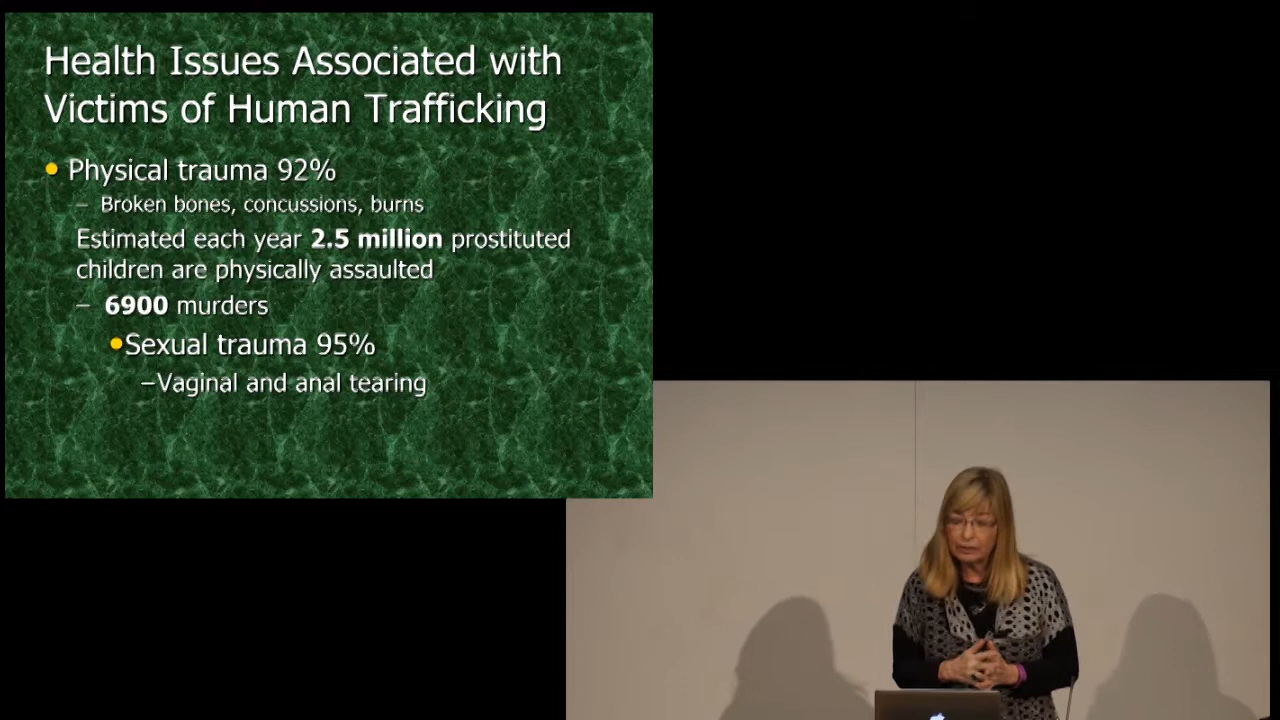 Health Issues Associated with
Victims of Human Trafficking
• Physical trauma 92%
– Broken bones, concussions, burns
Estimated each year 2.5 million prostituted
children are physically assaulted
– 6900 murders
•Sexual trauma 95%
–Vaginal and anal tearing